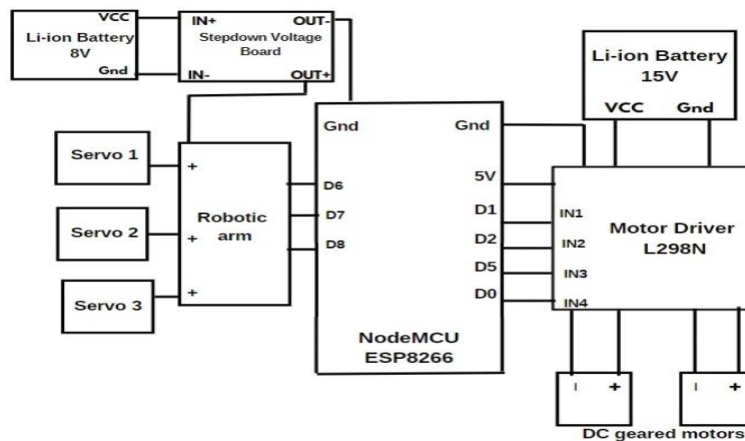 Li-ion Battery
8V
VCC
Gnd
IN+
OUT-
Stepdown Voltage
Board
IN-
OUT+
Li-ion Battery
15V
VCC
Gnd
Servo 1
Servo 2
Servo 3
+
+
+
Robotic
arm
Gnd
Gnd
5V
D6
D7
D8
D1
D2
D5
D0
NodeMCU
ESP8266
IN1
IN2
IN3
IN4
Motor Driver
L298N
-
+
-
+
DC geared motors